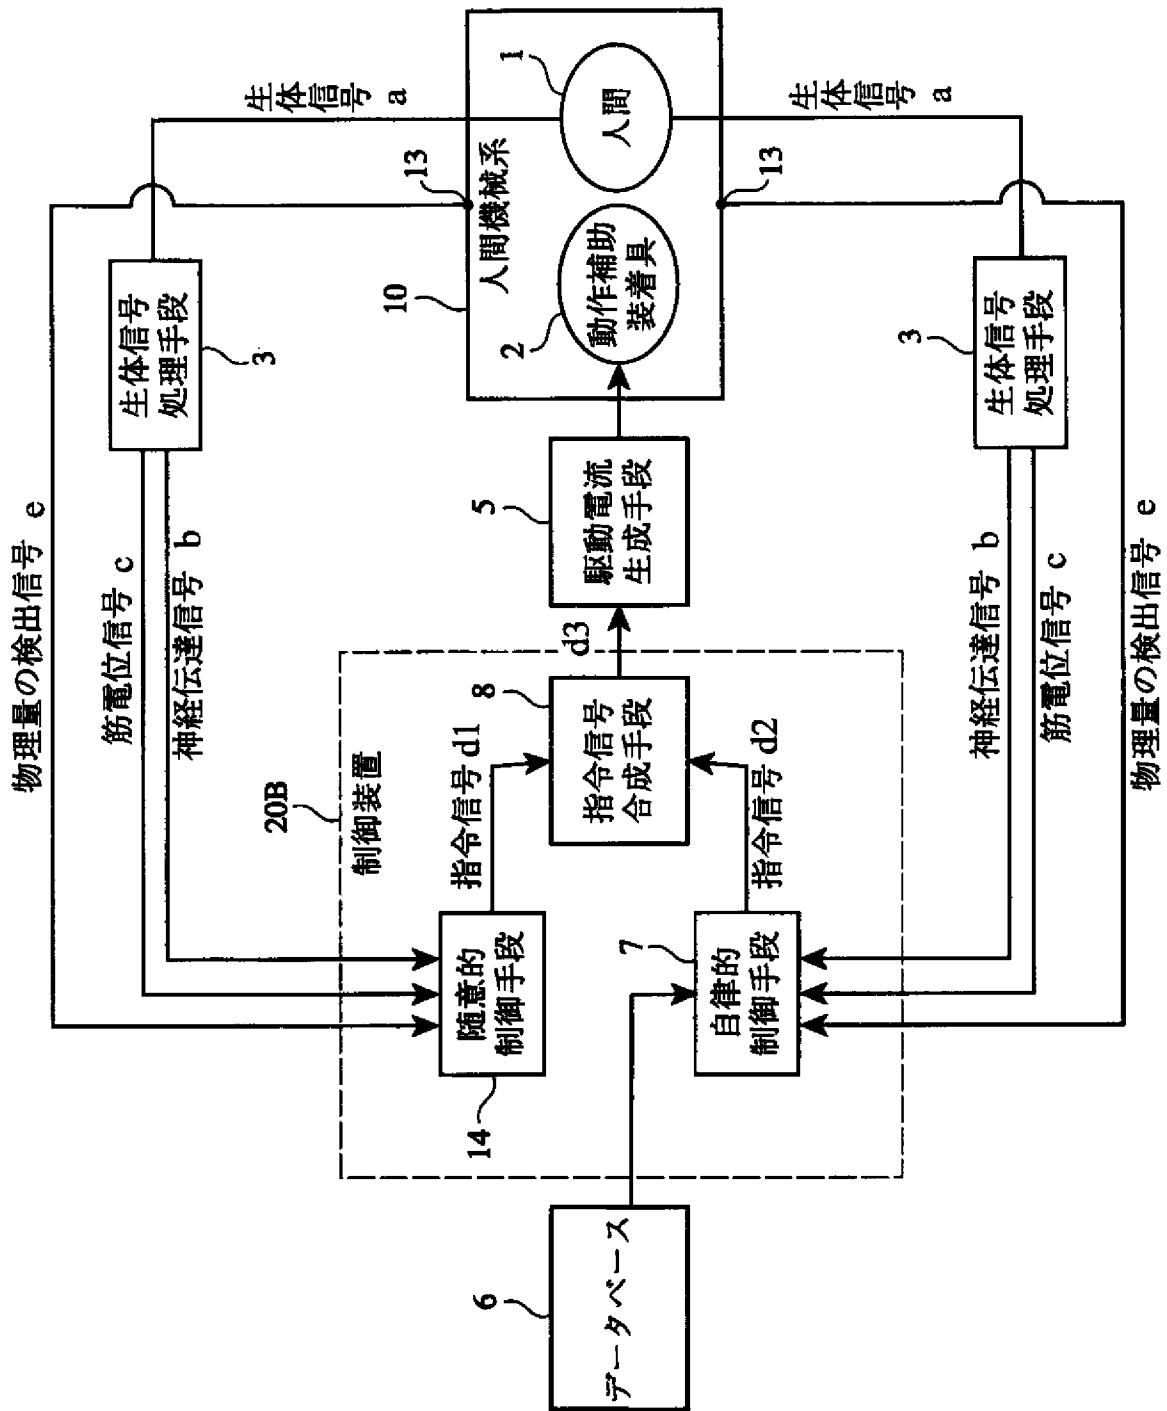 物理量の検出信号 e
筋電位信号 c
神経伝達信号 b
生体信号
処理手段
3
生体信号 a
20B
制御装置
随意的
制御手段
14
指令信号 d1
指令信号
合成手段
8
d3
駆動電流
生成手段
5
人間機械系
10
13
動作補助
装着具
2
人間
1
13
データベース
6
自律的
制御手段
7
指令信号 d2
生体信号 a
生体信号
処理手段
3
神経伝達信号 b
筋電位信号 c
物理量の検出信号 e